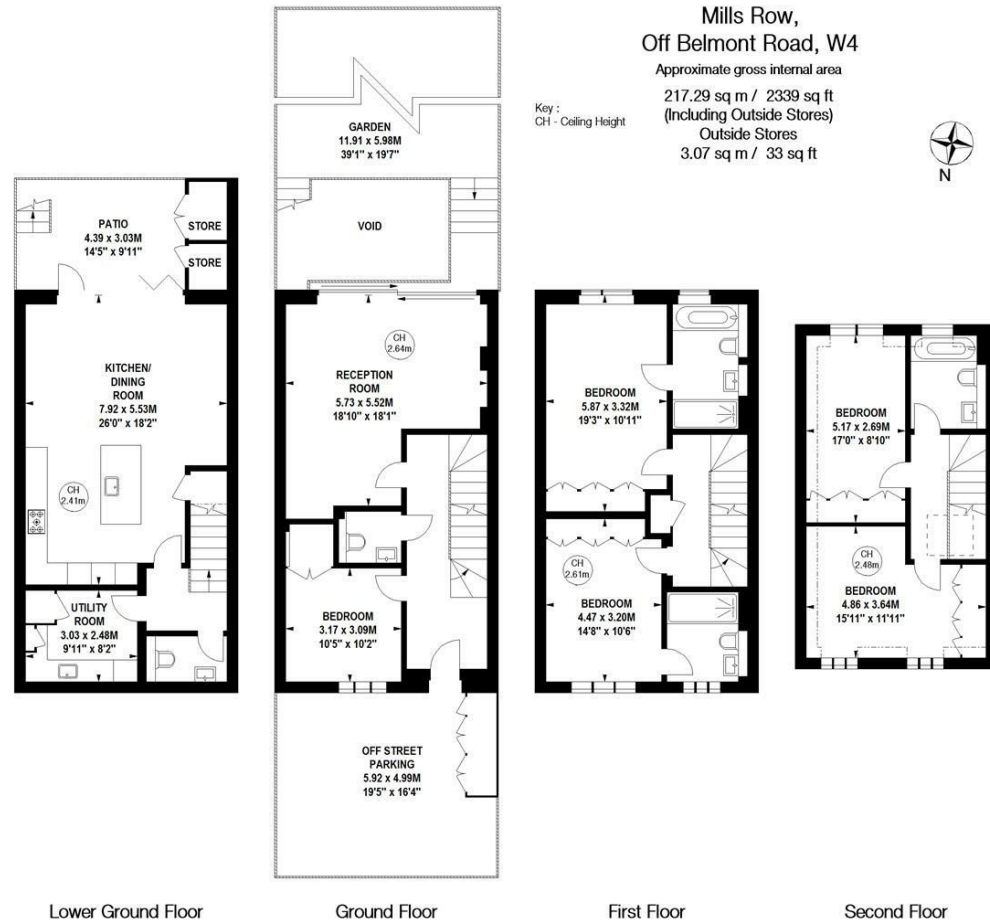 Mills Row,
Off Belmont Road, W4
Approximate gross internal area
217.29 sq m / 2339 sq ft
(Including Outside Stores)
Outside Stores
3.07 sq m / 33 sq ft
Key :
CH - Ceiling Height
N
PATIO
4.39 x 3.03M
14'5" x 9'11"
STORE
STORE
KITCHEN/
DINING
ROOM
7.92 x 5.53M
26'0" x 18'2"
CH
2.41m
UTILITY
ROOM
3.03 x 2.48M
9'11" x 8'2"
Lower Ground Floor
GARDEN
11.91 x 5.98M
39'1" x 19'7"
VOID
CH
2.64m
RECEPTION
ROOM
5.73 x 5.52M
18'10" x 18'1"
BEDROOM
3.17 x 3.09M
10'5" x 10'2"
OFF STREET
PARKING
5.92 x 4.99M
19'5" x 16'4"
Ground Floor
BEDROOM
5.87 x 3.32M
19'3" x 10'11"
CH
2.61m
BEDROOM
4.47 x 3.20M
14'8" x 10'6"
First Floor
BEDROOM
5.17 x 2.69M
17'0" x 8'10"
CH
2.48m
BEDROOM
4.86 x 3.64M
15'11" x 11'11"
Second Floor